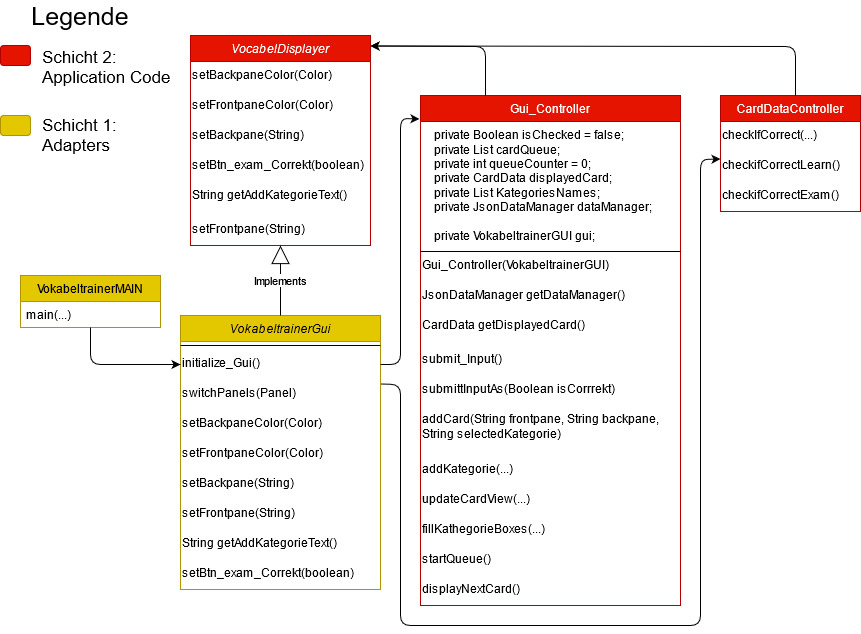 Legende
Schicht 2:
Application Code
Schicht 1:
Adapters
VocabelDisplayer
setBackpaneColor(Color)
setFrontpaneColor(Color)
setBackpane(String)
setBtn_exam_Correkt(boolean)
String getAddKategorieText()
setFrontpane(String)
Implements
VokabeltrainerMAIN
main(...)
VokabeltrainerGui
initialize_Gui()
switchPanels(Panel)
setBackpaneColor(Color)
setFrontpaneColor(Color)
setBackpane(String)
setFrontpane(String)
String getAddKategorieText()
setBtn_exam_Correkt(boolean)
Gui_Controller
private Boolean isChecked = false;
private List cardQueue;
private int queueCounter = 0;
private CardData displayedCard;
private List KategoriesNames;
private JsonDataManager dataManager;
private VokabeltrainerGUI gui;
Gui_Controller(VokabeltrainerGUI)
JsonDataManager getDataManager()
CardData getDisplayedCard()
submit_Input()
submittInputAs(Boolean isCorrrekt)
addCard(String frontpane, String backpane,
String selectedKategorie)
addKategorie(...)
updateCardView(...)
fillKathegorieBoxes(...)
startQueue()
displayNextCard()
CardDataController
checkIfCorrect(...)
checkifCorrectLearn()
checkifCorrectExam()